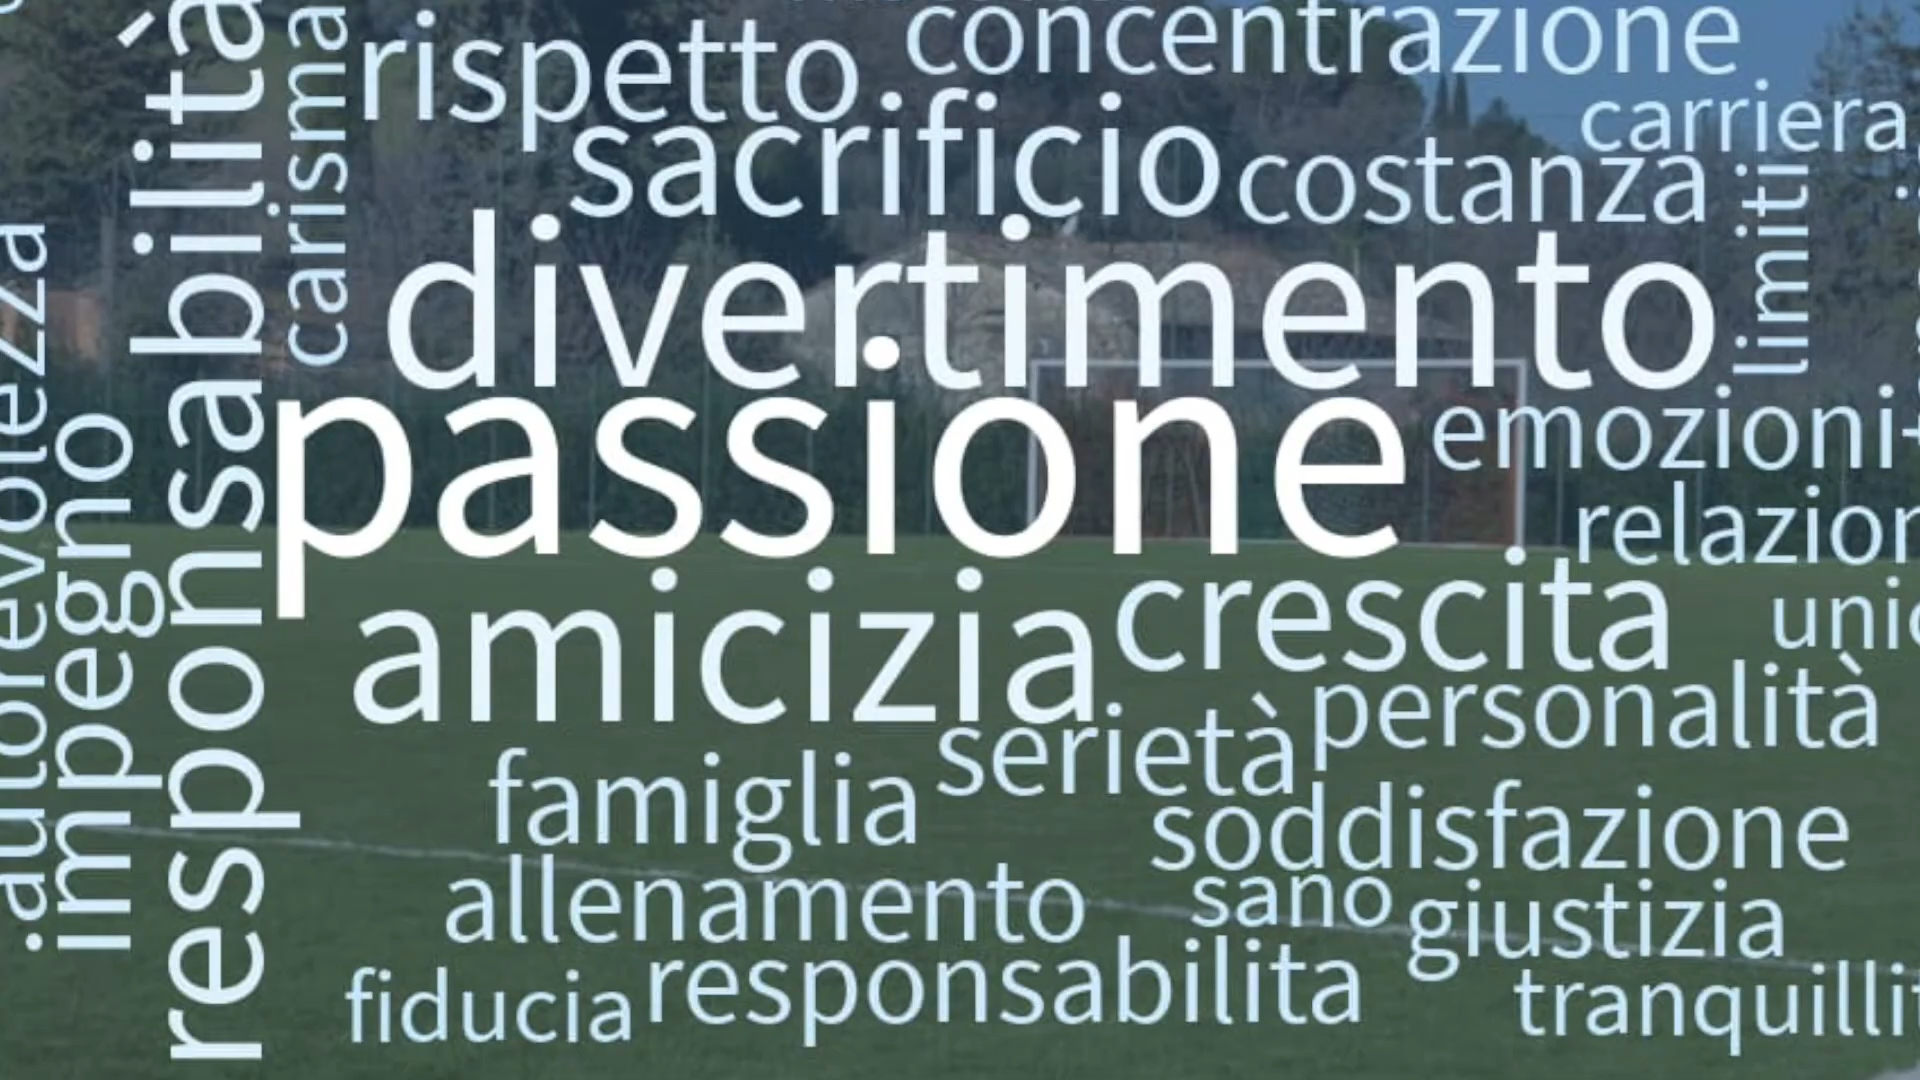 concentrazione
rispetto
carriera
sacrificio
costanza
responsabilità
carisma
limiti
divertimento
passione
emozioni
autorevolezza
impegno
relazion
amicizia
crescita
unic
personalità
serietà
famiglia
soddisfazione
allenamento
sano
giustizia
fiducia
responsabilita
tranquillit